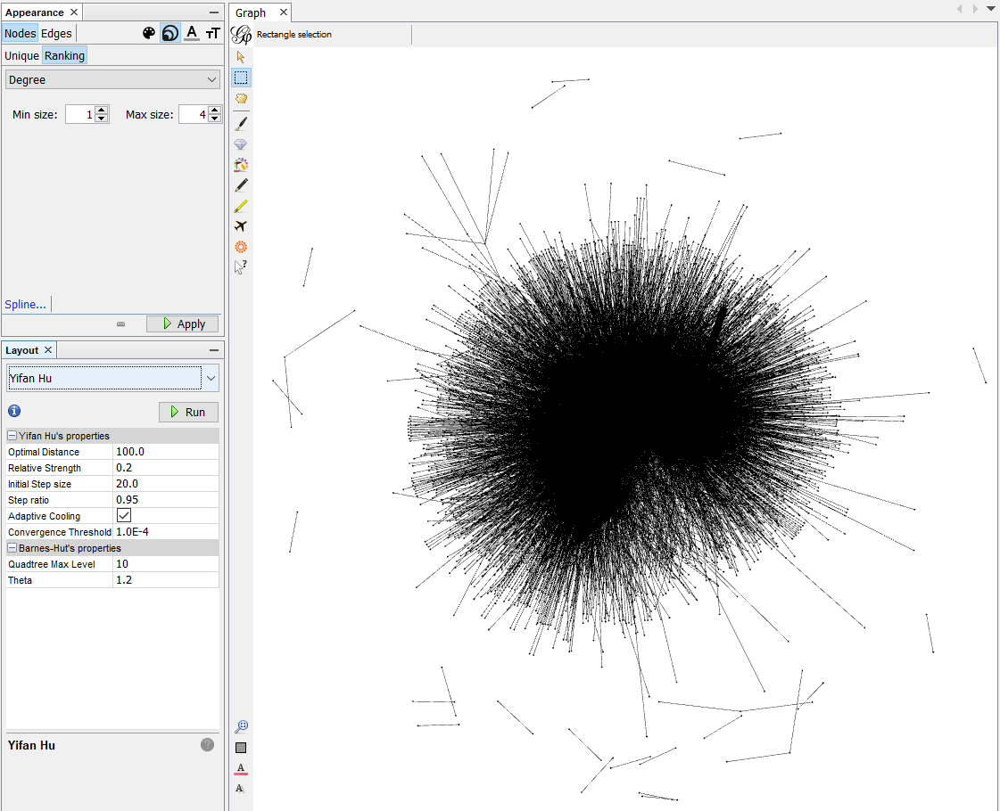 Appearance
Nodes Edges A TT
Unique Ranking
Degree
Min size: 1 Max size: 4
Spline...
Apply
Layout
Yifan Hu
Run
Yifan Hu's properties
Optimal Distance 100.0
Relative Strength 0.2
Initial Step size 20.0
Step ratio 0.95
Adaptive Cooling
Convergence Threshold 1.0E-4
Barnes-Hut's properties
Quadtree Max Level 10
Theta 1.2
Yifan Hu
Graph
Rectangle selection
A
A